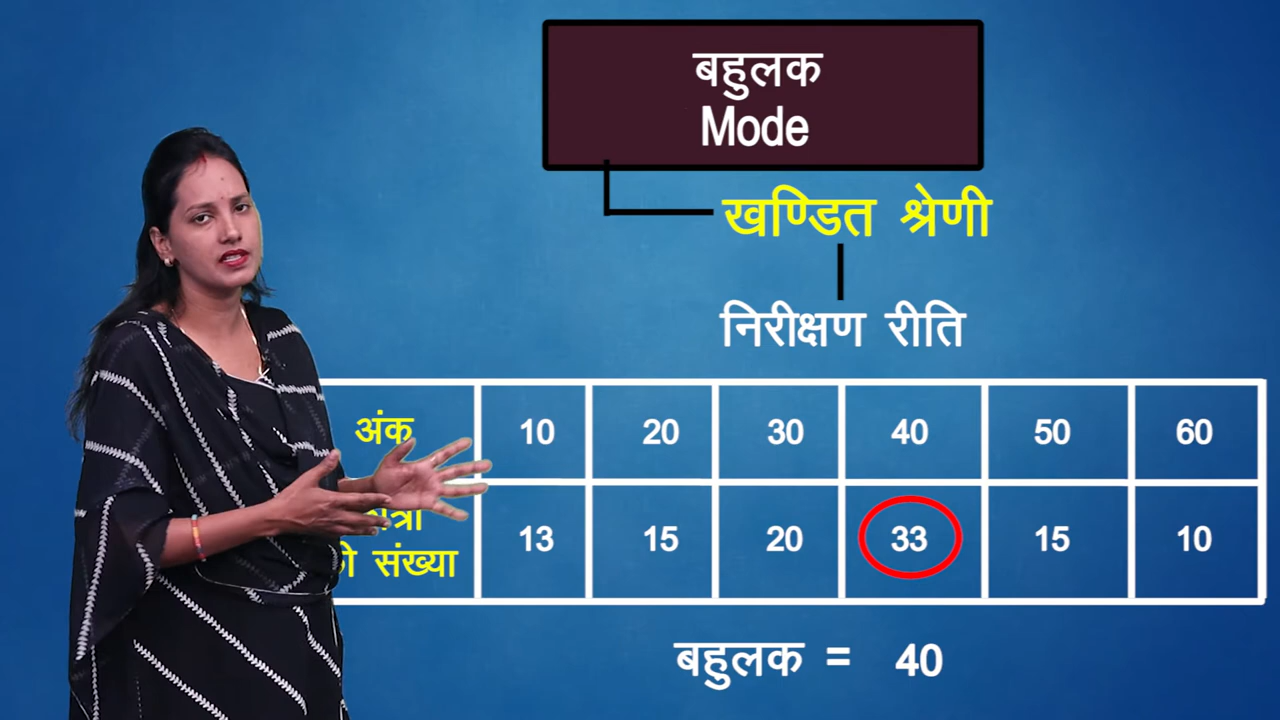 बहुलक
Mode
खण्डित श्रेणी
निरीक्षण रीति
अंक 10 20 30 40 50 60
संख्या 13 15 20 33 15 10
बहुलक = 40